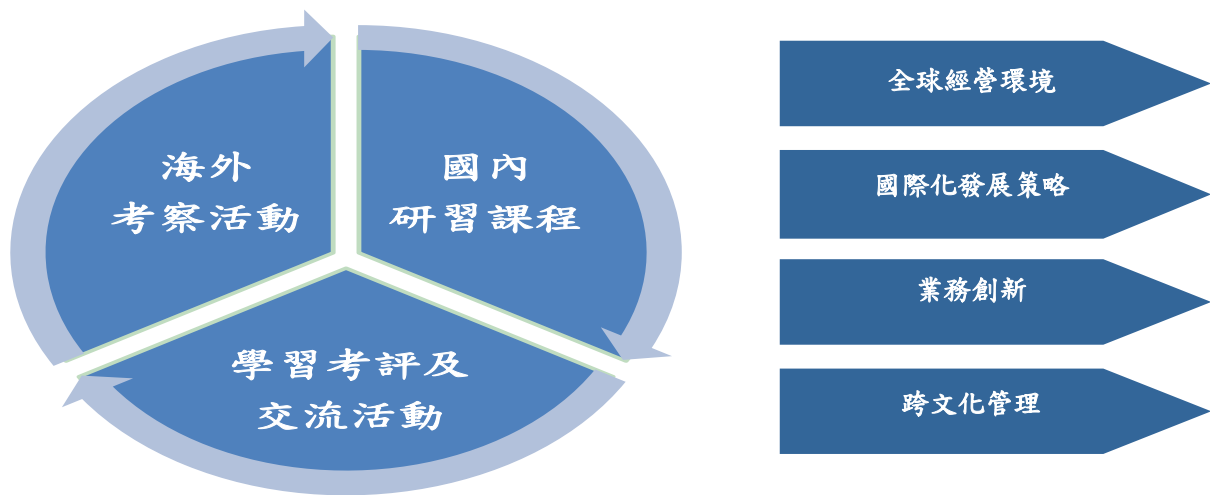 海外
考察活動
國內
研習課程
學習考評及
交流活動
全球經營環境
國際化發展策略
業務創新
跨文化管理